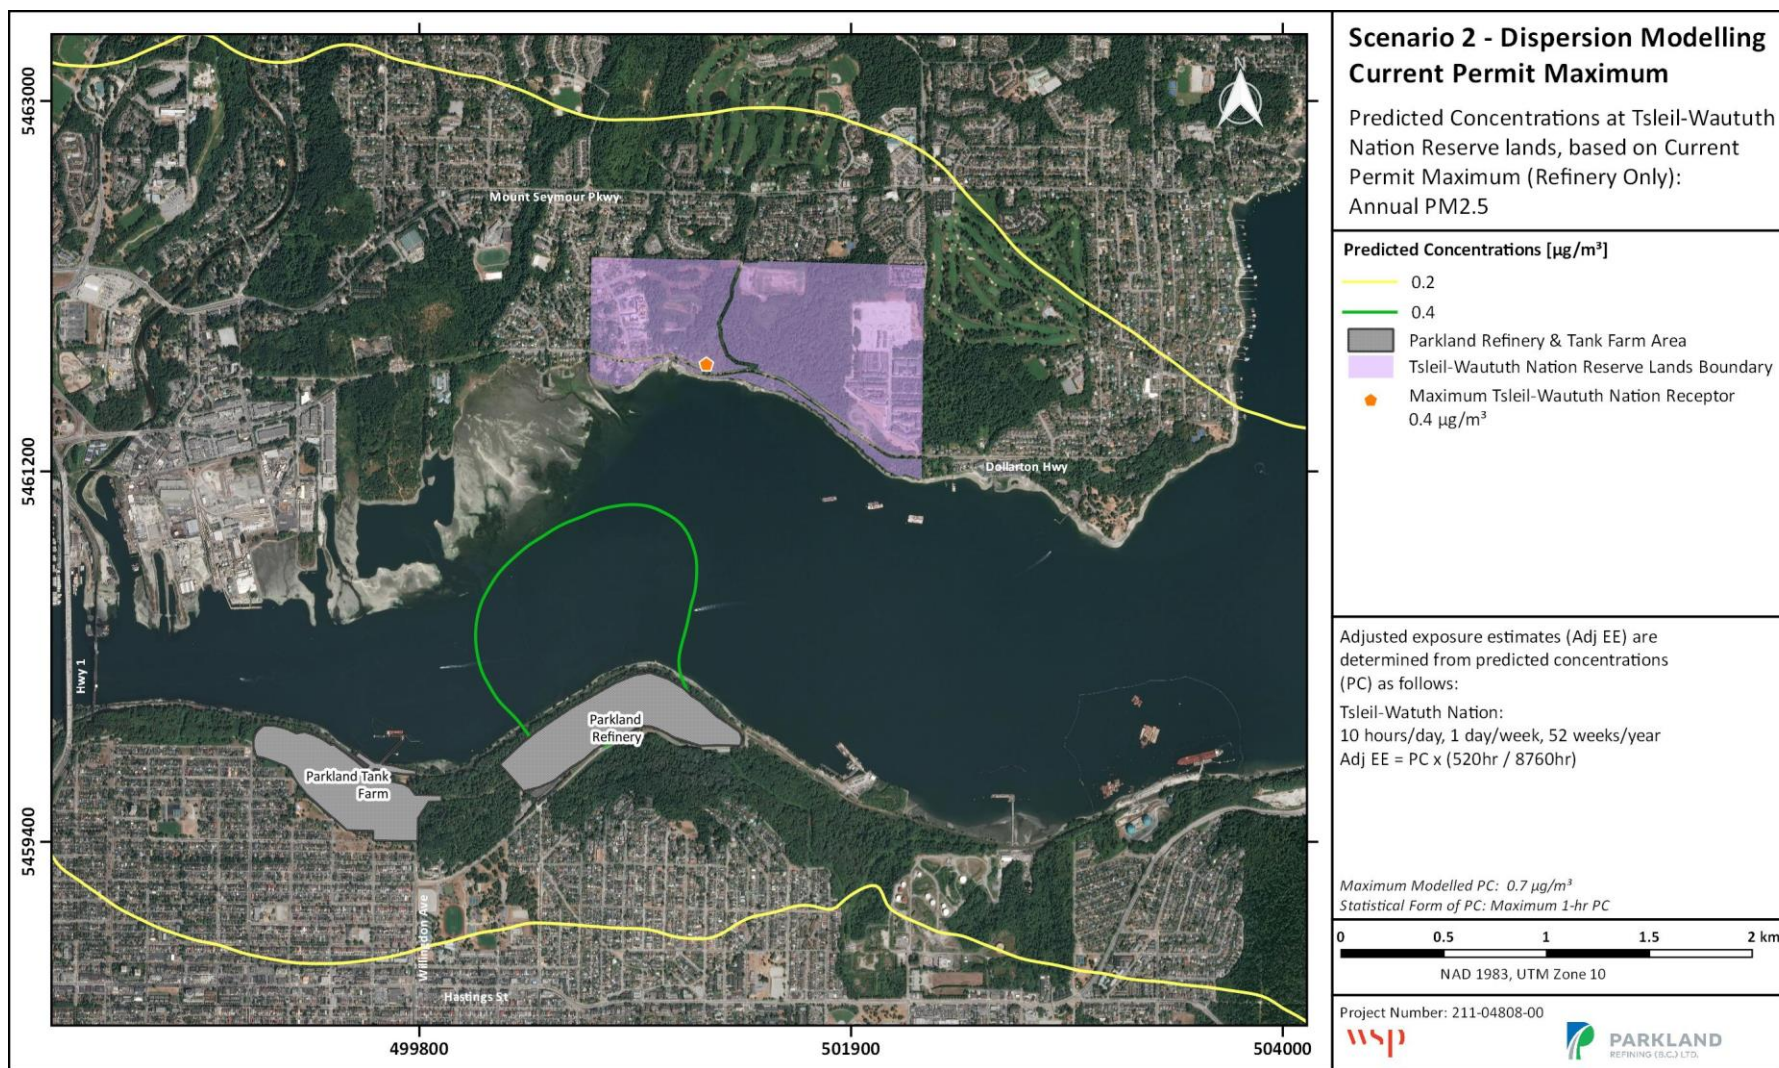 Scenario 2 - Dispersion Modelling
Current Permit Maximum
Predicted Concentrations at Tsleil-Waututh
Nation Reserve lands, based on Current
Permit Maximum (Refinery Only):
Annual PM2.5
Predicted Concentrations [µg/m³]
0.2
0.4
Parkland Refinery & Tank Farm Area
Tsleil-Waututh Nation Reserve Lands Boundary
Maximum Tsleil-Waututh Nation Receptor
0.4 µg/m³
Adjusted exposure estimates (Adj EE) are
determined from predicted concentrations
(PC) as follows:
Tsleil-Watuth Nation:
10 hours/day, 1 day/week, 52 weeks/year
Adj EE = PC x (520hr / 8760hr)
Maximum Modelled PC: 0.7 µg/m³
Statistical Form of PC: Maximum 1-hr PC
0 0.5 1 1.5 2 km
NAD 1983, UTM Zone 10
Project Number: 211-04808-00
wsp
PARKLAND
REFINING (B.C.) LTD.
N
Mount Seymour Pkwy
Dollarton Hwy
Hwy 1
Parkland
Refinery
Parkland Tank
Farm
Willingdon Ave
Hastings St
5463000
5461200
5459400
499800
501900
504000